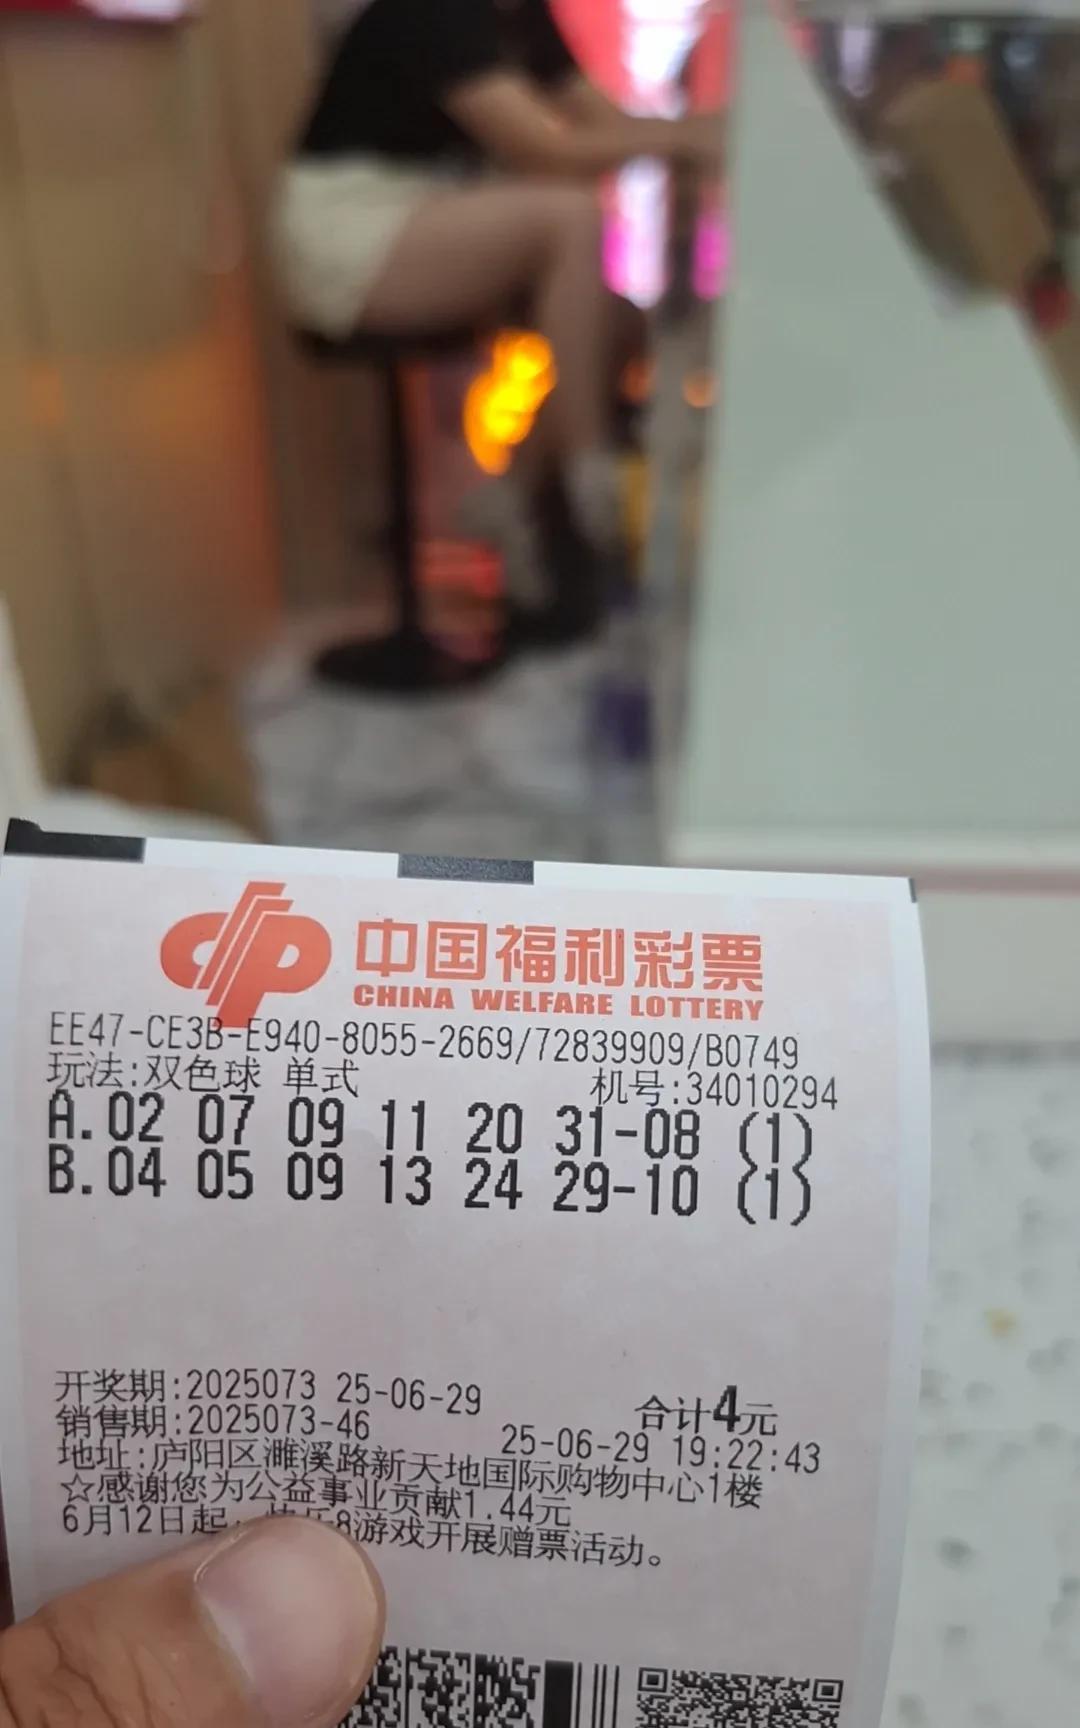 中国福利彩票
CHINA WELFARE LOTTERY
EE47-CE3B-E940-8055-2669/72839909/B0749
玩法:双色球 单式 机号:34010294
A.02 07 09 11 20 31-08 (1)
B.04 05 09 13 24 29-10 (1)
开奖期:2025073 25-06-29 合计4元
销售期:2025073-46 25-06-29 19:22:43
地址:庐阳区濉溪路新天地国际购物中心1楼
☆感谢您为公益事业贡献1.44元
6月12日起,快乐8游戏开展赠票活动。